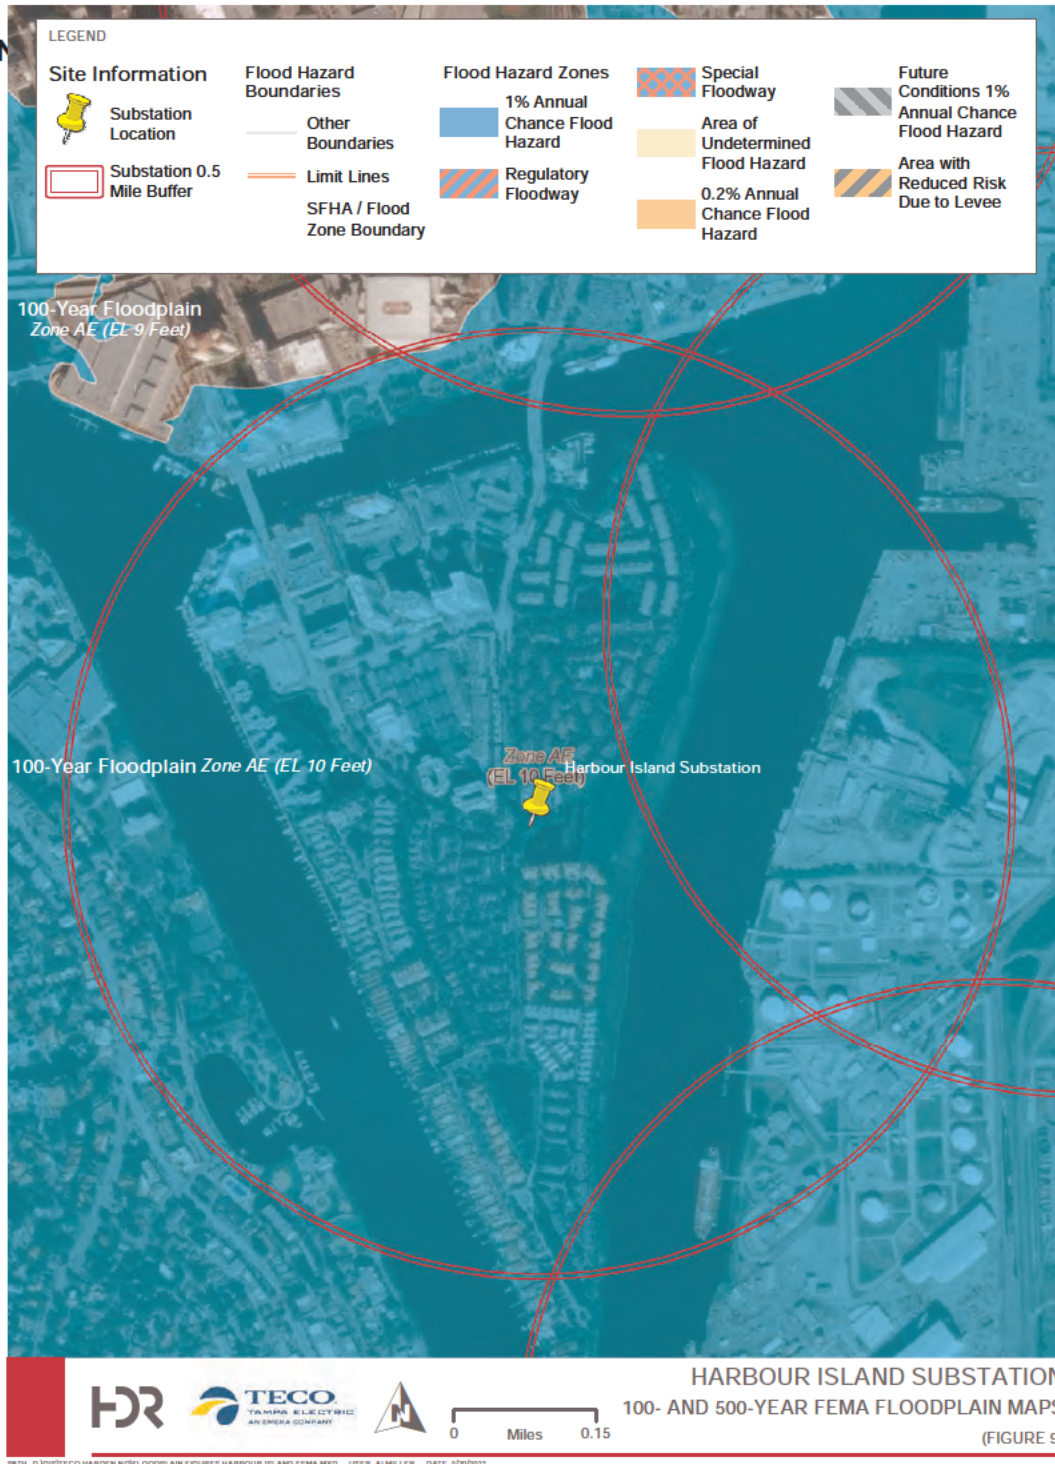 LEGEND
Site Information
Substation
Location
Substation 0.5
Mile Buffer
Flood Hazard
Boundaries
Other
Boundaries
Limit Lines
SFHA / Flood
Zone Boundary
Flood Hazard Zones
1% Annual
Chance Flood
Hazard
Regulatory
Floodway
Special
Floodway
Area of
Undetermined
Flood Hazard
0.2% Annual
Chance Flood
Hazard
Future
Conditions 1%
Annual Chance
Flood Hazard
Area with
Reduced Risk
Due to Levee
100-Year Floodplain
Zone AE (EL 9 Feet)
100-Year Floodplain Zone AE (EL 10 Feet)
Zone AE
(EL 10 Feet)
Harbour Island Substation
HDR
TECO
TAMPA ELECTRIC
AN EMERA COMPANY
N
0 Miles 0.15
HARBOUR ISLAND SUBSTATION
100- AND 500-YEAR FEMA FLOODPLAIN MAPS
(FIGURE 9